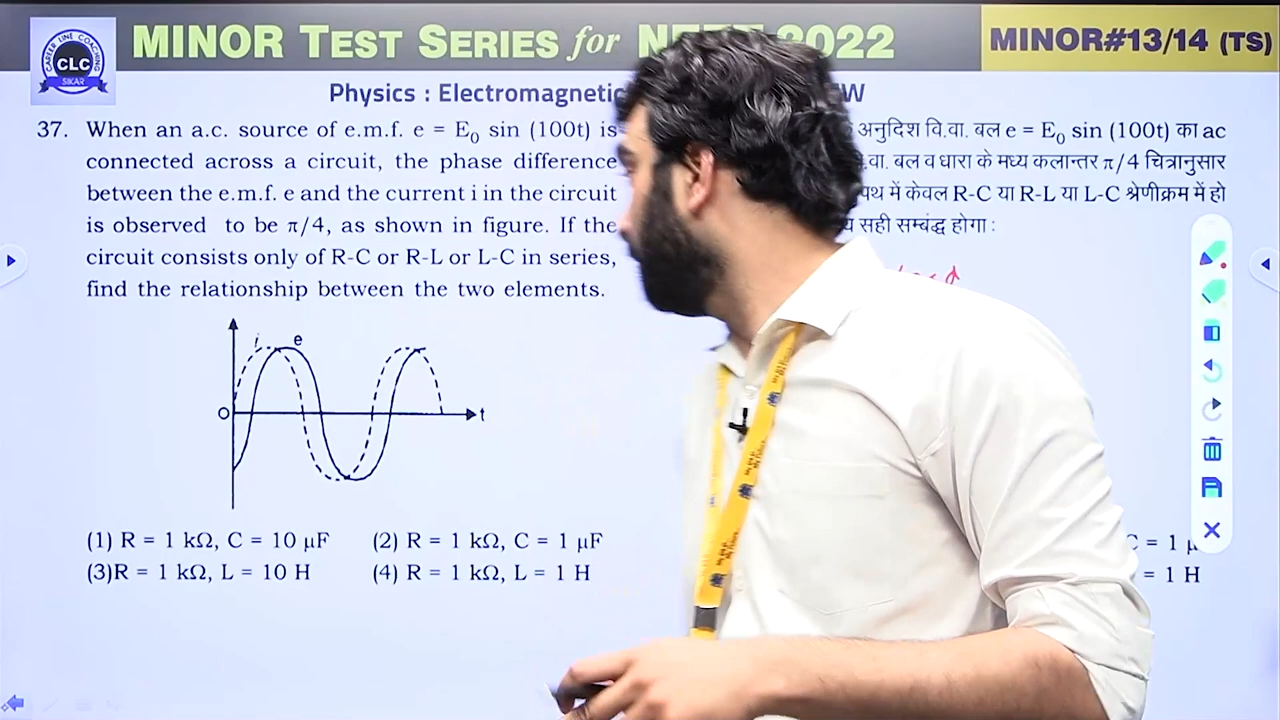 CAREER LINE COACHING
CLC
SIKAR
MINOR TEST SERIES for 2022
MINOR#13/14 (TS)
Physics : Electromagnetic
37. When an a.c. source of e.m.f. e = E₀ sin (100t) is
connected across a circuit, the phase difference
between the e.m.f. e and the current i in the circuit
is observed to be π/4, as shown in figure. If the
circuit consists only of R-C or R-L or L-C in series,
find the relationship between the two elements.
i e
O t
(1) R = 1 kΩ, C = 10 μF (2) R = 1 kΩ, C = 1 μF
(3)R = 1 kΩ, L = 10 H (4) R = 1 kΩ, L = 1 H
अनुदिश वि.वा. बल e = E₀ sin (100t) का ac
वा. बल व धारा के मध्य कलान्तर π/4 चित्रानुसार
पथ में केवल R-C या R-L या L-C श्रेणीक्रम में हो
सही सम्बंध होगा :
C = 1
= 1 H